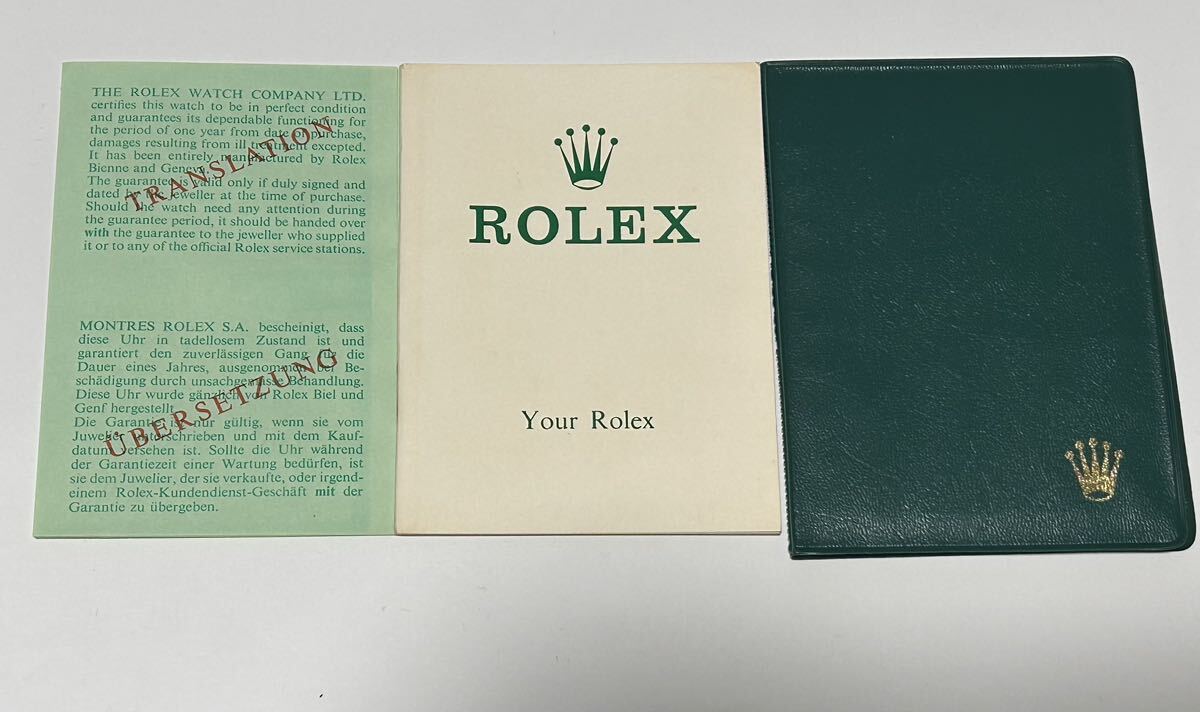 THE ROLEX WATCH COMPANY LTD.
certifies this watch to be in perfect condition
and guarantees its dependable functioning for
the period of one year from date of purchase,
damages resulting from ill treatment excepted.
It has been entirely manufactured by Rolex
Bienne and Geneva.
The guarantee is valid only if duly signed and
dated by the jeweller at the time of purchase.
Should the watch need any attention during
the guarantee period, it should be handed over
with the guarantee to the jeweller who supplied
it or to any of the official Rolex service stations.
TRANSLATION
MONTRES ROLEX S.A. bescheinigt, dass
diese Uhr in tadellosem Zustand ist und
garantiert den zuverlässigen Gang für die
Dauer eines Jahres, ausgenommen bei Be-
schädigung durch unsachgemässe Behandlung.
Diese Uhr wurde gänzlich von Rolex Biel und
Genf hergestellt.
Die Garantie ist nur gültig, wenn sie vom
Juwelier unterschrieben und mit dem Kauf-
datum versehen ist. Sollte die Uhr während
der Garantiezeit einer Wartung bedürfen, ist
sie dem Juwelier, der sie verkaufte, oder irgend-
einem Rolex-Kundendienst-Geschäft mit der
Garantie zu übergeben.
ÜBERSETZUNG
ROLEX
Your Rolex